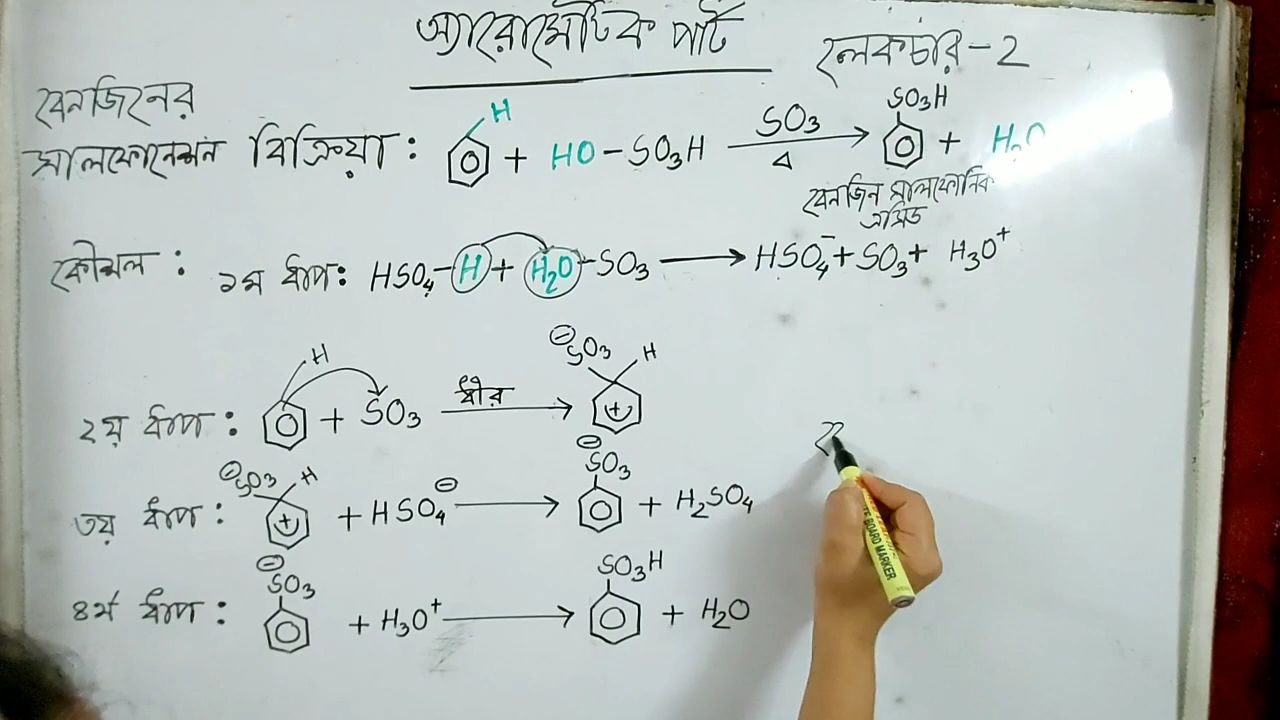 অ্যারোমেটিক পার্ট লেকচার-2
বেনজিনের
সালফোনেশন বিক্রিয়া : H + HO-SO3H SO3 Δ SO3H + H2O
বেনজিন সালফোনিক
এসিড
কৌশল : ১ম ধাপ: HSO4-H + H2O-SO3 → HSO4- + SO3 + H3O+
২য় ধাপ : H + SO3 ধীর → ⊖SO3 H +
৩য় ধাপ : ⊖SO3 H + + HSO4⊖ → ⊖SO3 + H2SO4
৪র্থ ধাপ : ⊖SO3 + H3O+ → SO3H + H2O